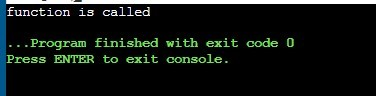 function is called
...Program finished with exit code 0
Press ENTER to exit console.